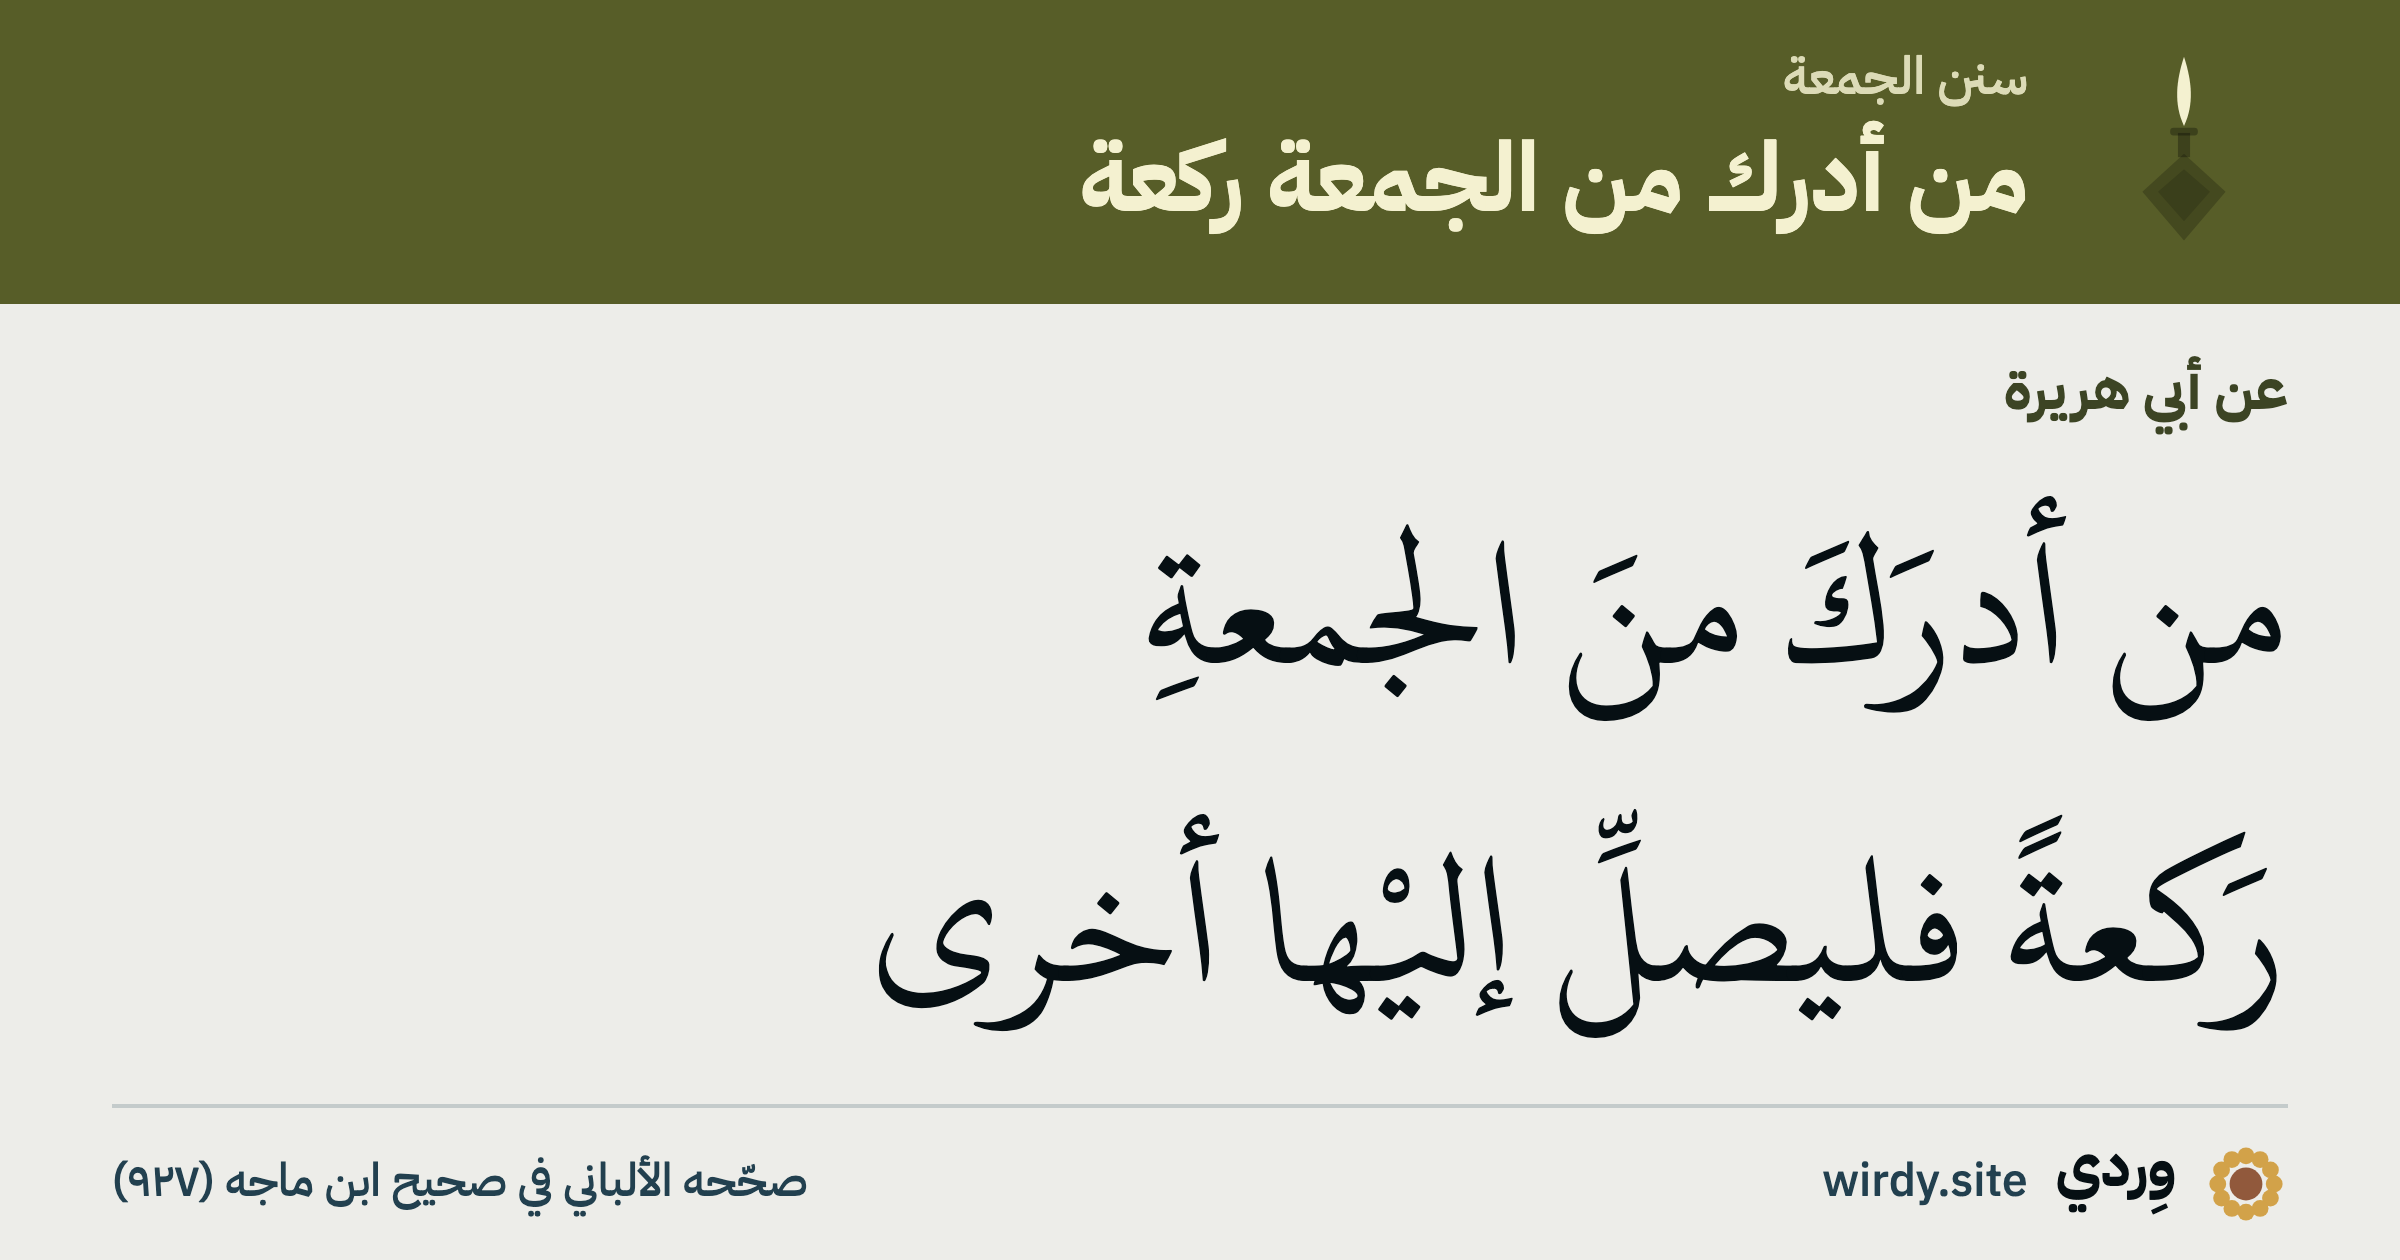 سنن الجمعة
من أدرك من الجمعة ركعة
عن أبي هريرة
من أدرَكَ منَ الجمعةِ
رَكعةً فليصلِّ إليْها أخرى
وِردي wirdy.site
صحّحه الألباني في صحيح ابن ماجه (٩٢٧)